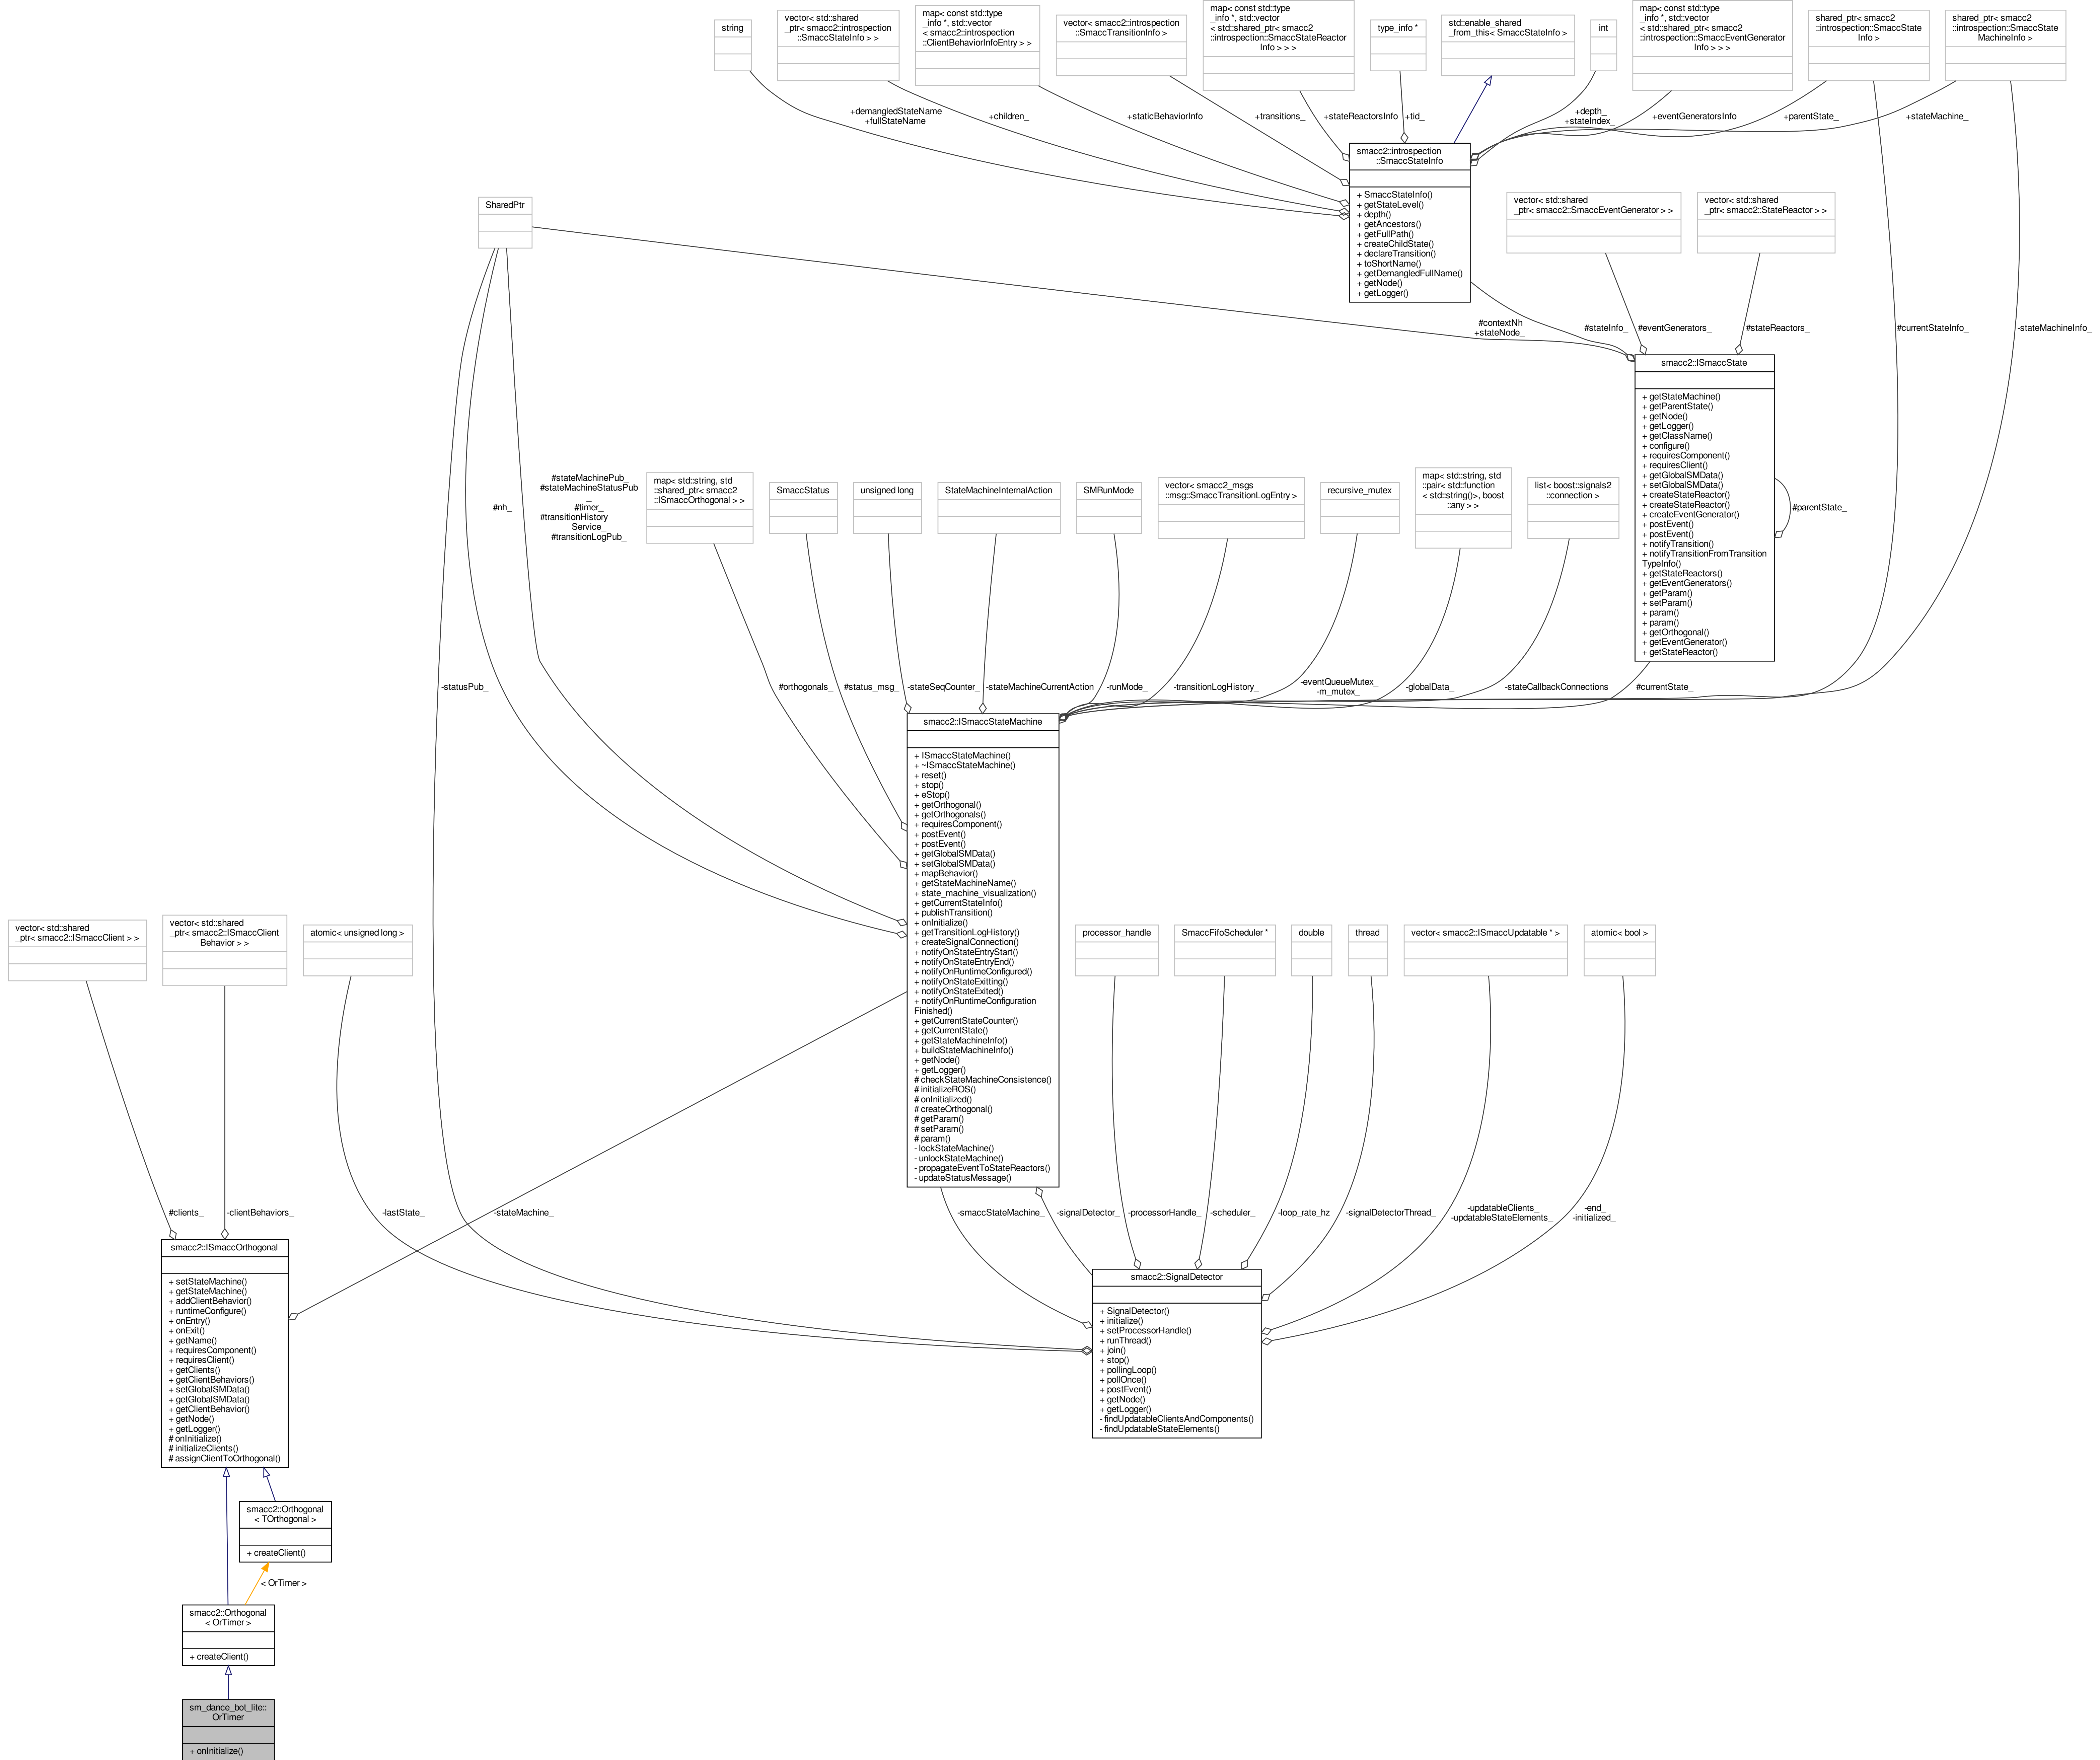 string
vector< std::shared
_ptr< smacc2::introspection
::SmaccStateInfo > >
map< const std::type
_info *, std::vector
< smacc2::introspection
::ClientBehaviorInfoEntry > >
vector< smacc2::introspection
::SmaccTransitionInfo >
map< const std::type
_info *, std::vector
< std::shared_ptr< smacc2
::introspection::SmaccStateReactor
Info > > >
type_info *
std::enable_shared
_from_this< SmaccStateInfo >
int
map< const std::type
_info *, std::vector
< std::shared_ptr< smacc2
::introspection::SmaccEventGenerator
Info > > >
shared_ptr< smacc2
::introspection::SmaccState
Info >
shared_ptr< smacc2
::introspection::SmaccState
MachineInfo >
+demangledStateName
+fullStateName
+children_
+staticBehaviorInfo
+transitions_
+stateReactorsInfo
+tid_
+depth_
+stateIndex_
+eventGeneratorsInfo
+parentState_
+stateMachine_
smacc2::introspection
::SmaccStateInfo
+ SmaccStateInfo()
+ getStateLevel()
+ depth()
+ getAncestors()
+ getFullPath()
+ createChildState()
+ declareTransition()
+ toShortName()
+ getDemangledFullName()
+ getNode()
+ getLogger()
SharedPtr
vector< std::shared
_ptr< smacc2::SmaccEventGenerator > >
vector< std::shared
_ptr< smacc2::StateReactor > >
#contextNh
+stateNode_
#stateInfo_
#eventGenerators_
#stateReactors_
#currentStateInfo_
-stateMachineInfo_
smacc2::ISmaccState
+ getStateMachine()
+ getParentState()
+ getNode()
+ getLogger()
+ getClassName()
+ configure()
+ requiresComponent()
+ requiresClient()
+ getGlobalSMData()
+ setGlobalSMData()
+ createStateReactor()
+ createStateReactor()
+ createEventGenerator()
+ postEvent()
+ postEvent()
+ notifyTransition()
+ notifyTransitionFromTransition
TypeInfo()
+ getStateReactors()
+ getEventGenerators()
+ getParam()
+ setParam()
+ param()
+ param()
+ getOrthogonal()
+ getEventGenerator()
+ getStateReactor()
#parentState_
#nh_
#stateMachinePub_
#stateMachineStatusPub
_
#timer_
#transitionHistory
Service_
#transitionLogPub_
map< std::string, std
::shared_ptr< smacc2
::ISmaccOrthogonal > >
SmaccStatus
unsigned long
StateMachineInternalAction
SMRunMode
vector< smacc2_msgs
::msg::SmaccTransitionLogEntry >
recursive_mutex
map< std::string, std
::pair< std::function
< std::string()>, boost
::any > >
list< boost::signals2
::connection >
-statusPub_
#orthogonals_
#status_msg_
-stateSeqCounter_
-stateMachineCurrentAction
-runMode_
-transitionLogHistory_
-eventQueueMutex_
-m_mutex_
-globalData_
-stateCallbackConnections
#currentState_
smacc2::ISmaccStateMachine
+ ISmaccStateMachine()
+ ~ISmaccStateMachine()
+ reset()
+ stop()
+ eStop()
+ getOrthogonal()
+ getOrthogonals()
+ requiresComponent()
+ postEvent()
+ postEvent()
+ getGlobalSMData()
+ setGlobalSMData()
+ mapBehavior()
+ getStateMachineName()
+ state_machine_visualization()
+ getCurrentStateInfo()
+ publishTransition()
+ onInitialize()
+ getTransitionLogHistory()
+ createSignalConnection()
+ notifyOnStateEntryStart()
+ notifyOnStateEntryEnd()
+ notifyOnRuntimeConfigured()
+ notifyOnStateExitting()
+ notifyOnStateExited()
+ notifyOnRuntimeConfiguration
Finished()
+ getCurrentStateCounter()
+ getCurrentState()
+ getStateMachineInfo()
+ buildStateMachineInfo()
+ getNode()
+ getLogger()
# checkStateMachineConsistence()
# initializeROS()
# onInitialized()
# createOrthogonal()
# getParam()
# setParam()
# param()
- lockStateMachine()
- unlockStateMachine()
- propagateEventToStateReactors()
- updateStatusMessage()
vector< std::shared
_ptr< smacc2::ISmaccClient > >
vector< std::shared
_ptr< smacc2::ISmaccClient
Behavior > >
atomic< unsigned long >
processor_handle
SmaccFifoScheduler *
double
thread
vector< smacc2::ISmaccUpdatable * >
atomic< bool >
#clients_
-clientBehaviors_
-lastState_
-stateMachine_
-smaccStateMachine_
-signalDetector_
-processorHandle_
-scheduler_
-loop_rate_hz
-signalDetectorThread_
-updatableClients_
-updatableStateElements_
-end_
-initialized_
smacc2::ISmaccOrthogonal
+ setStateMachine()
+ getStateMachine()
+ addClientBehavior()
+ runtimeConfigure()
+ onEntry()
+ onExit()
+ getName()
+ requiresComponent()
+ requiresClient()
+ getClients()
+ getClientBehaviors()
+ setGlobalSMData()
+ getGlobalSMData()
+ getClientBehavior()
+ getNode()
+ getLogger()
# onInitialize()
# initializeClients()
# assignClientToOrthogonal()
smacc2::SignalDetector
+ SignalDetector()
+ initialize()
+ setProcessorHandle()
+ runThread()
+ join()
+ stop()
+ pollingLoop()
+ pollOnce()
+ postEvent()
+ getNode()
+ getLogger()
- findUpdatableClientsAndComponents()
- findUpdatableStateElements()
smacc2::Orthogonal
< TOrthogonal >
+ createClient()
< OrTimer >
smacc2::Orthogonal
< OrTimer >
+ createClient()
sm_dance_bot_lite::
OrTimer
+ onInitialize()